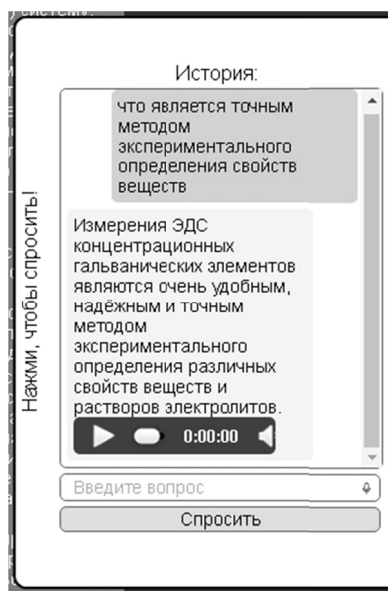 История:
что является точным
методом
экспериментального
определения свойств
веществ
Нажми, чтобы спросить!
Измерения ЭДС
концентрационных
гальванических элементов
являются очень удобным,
надёжным и точным
методом
экспериментального
определения различных
свойств веществ и
растворов электролитов.
0:00:00
Введите вопрос
Спросить